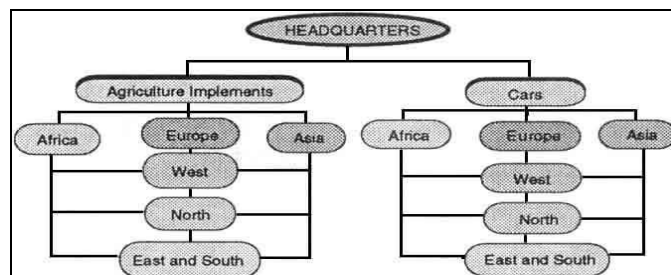 HEADQUARTERS
Agriculture Implements
Cars
Africa
Europe
Asia
Africa
Europe
Asia
West
West
North
North
East and South
East and South